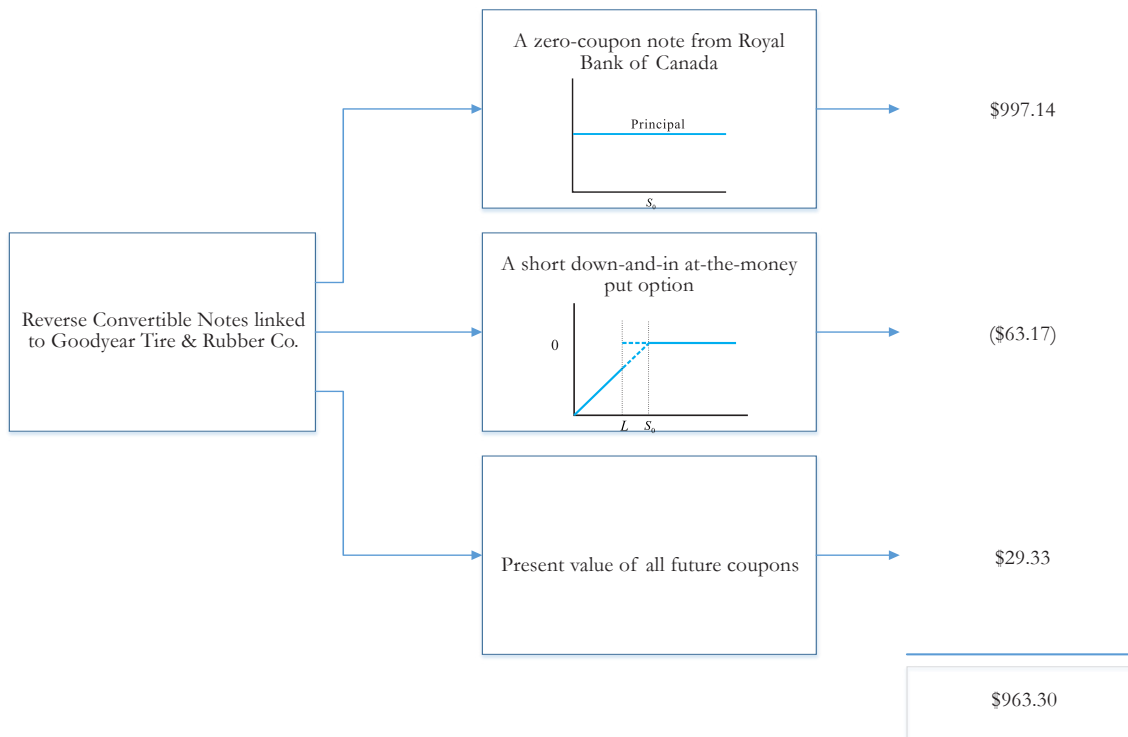 A zero-coupon note from Royal
Bank of Canada
Principal
S₀
$997.14
Reverse Convertible Notes linked
to Goodyear Tire & Rubber Co.
A short down-and-in at-the-money
put option
0
L S₀
($63.17)
Present value of all future coupons
$29.33
$963.30